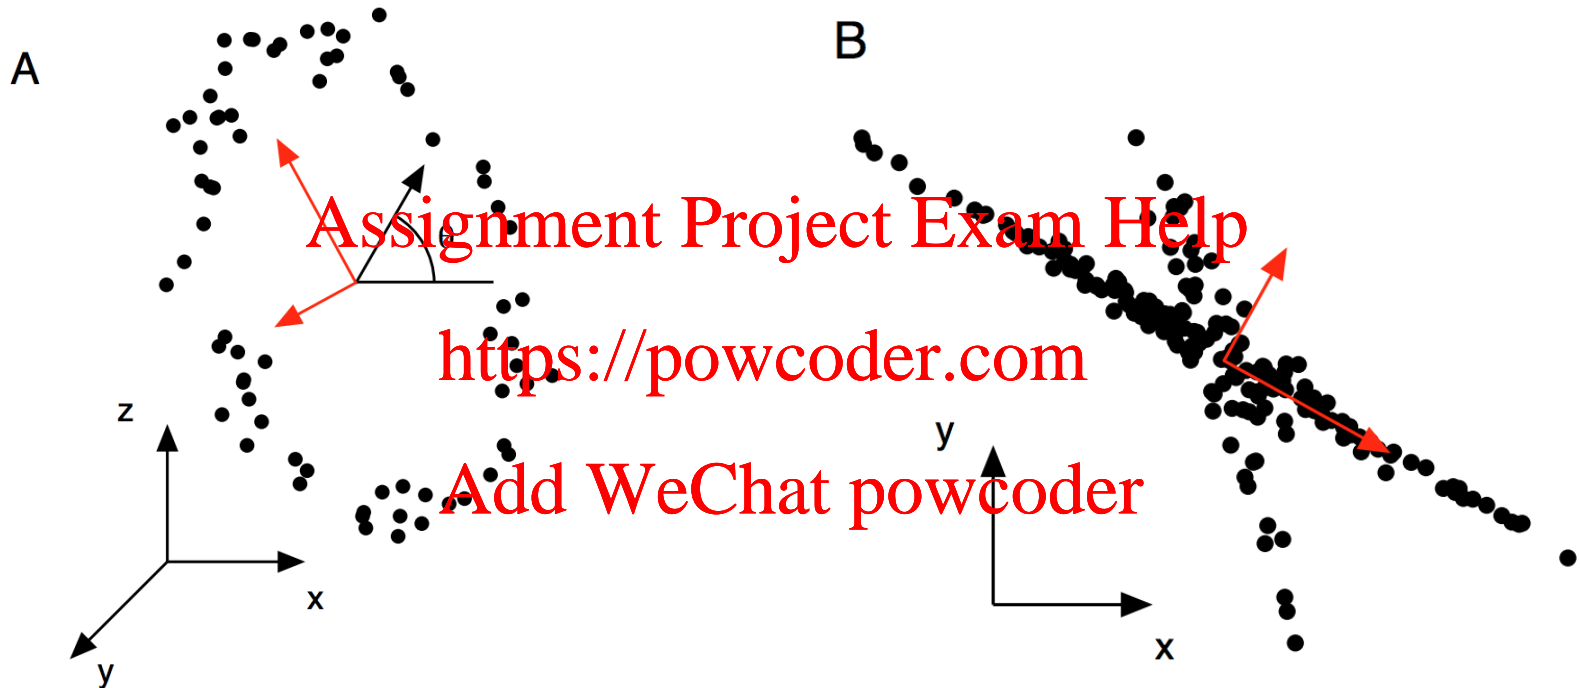 A
B
θ
Assignment Project Exam Help
https://powcoder.com
z
y
Add WeChat powcoder
x
y
x